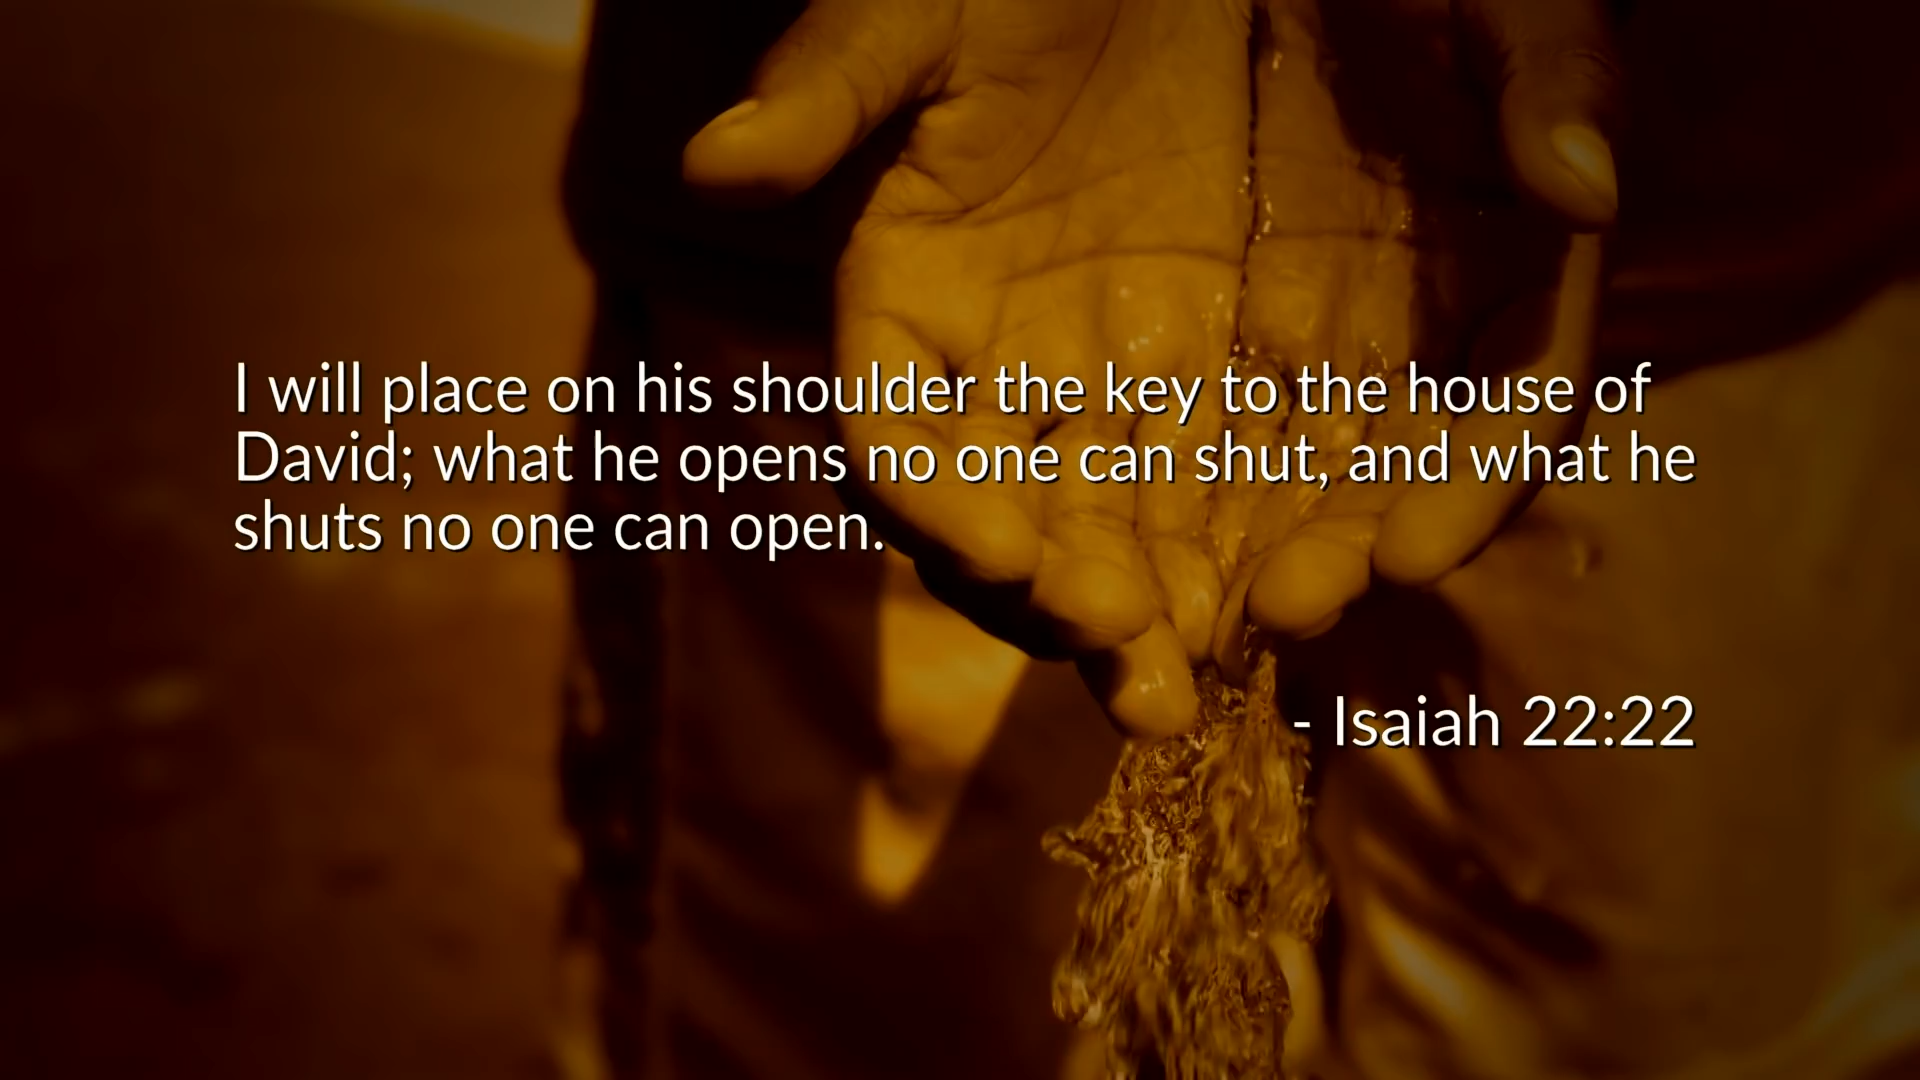 I will place on his shoulder the key to the house of
David; what he opens no one can shut, and what he
shuts no one can open.
- Isaiah 22:22